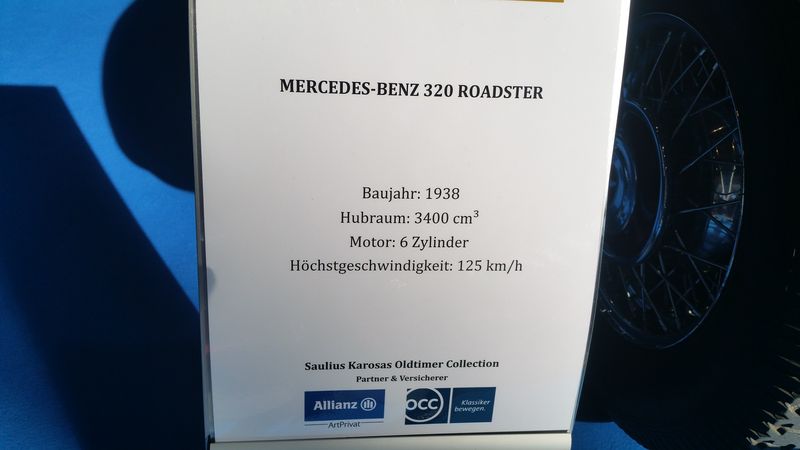 MERCEDES-BENZ 320 ROADSTER
Baujahr: 1938
Hubraum: 3400 cm³
Motor: 6 Zylinder
Höchstgeschwindigkeit: 125 km/h
Saulius Karosas Oldtimer Collection
Partner & Versicherer
Allianz
ArtPrivat
OCC
Klassiker
bewegen.